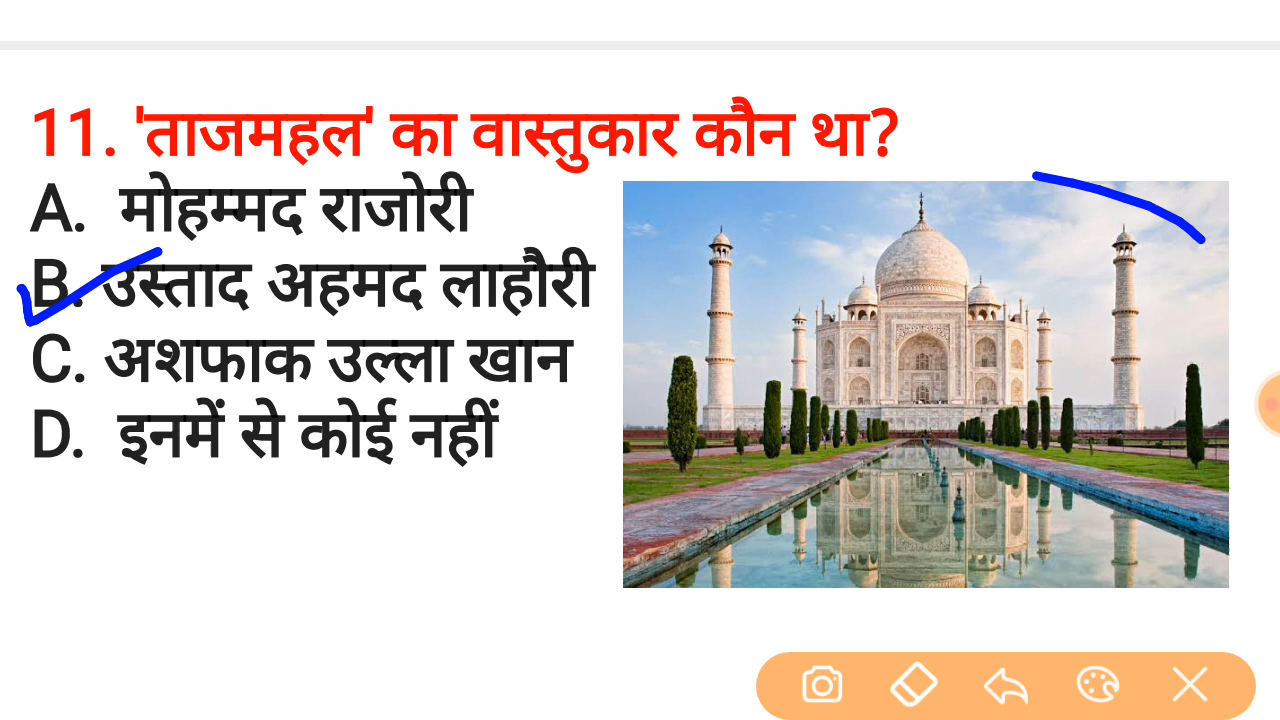 11. 'ताजमहल' का वास्तुकार कौन था?
A. मोहम्मद राजोरी
B. उस्ताद अहमद लाहौरी
C. अशफाक उल्ला खान
D. इनमें से कोई नहीं